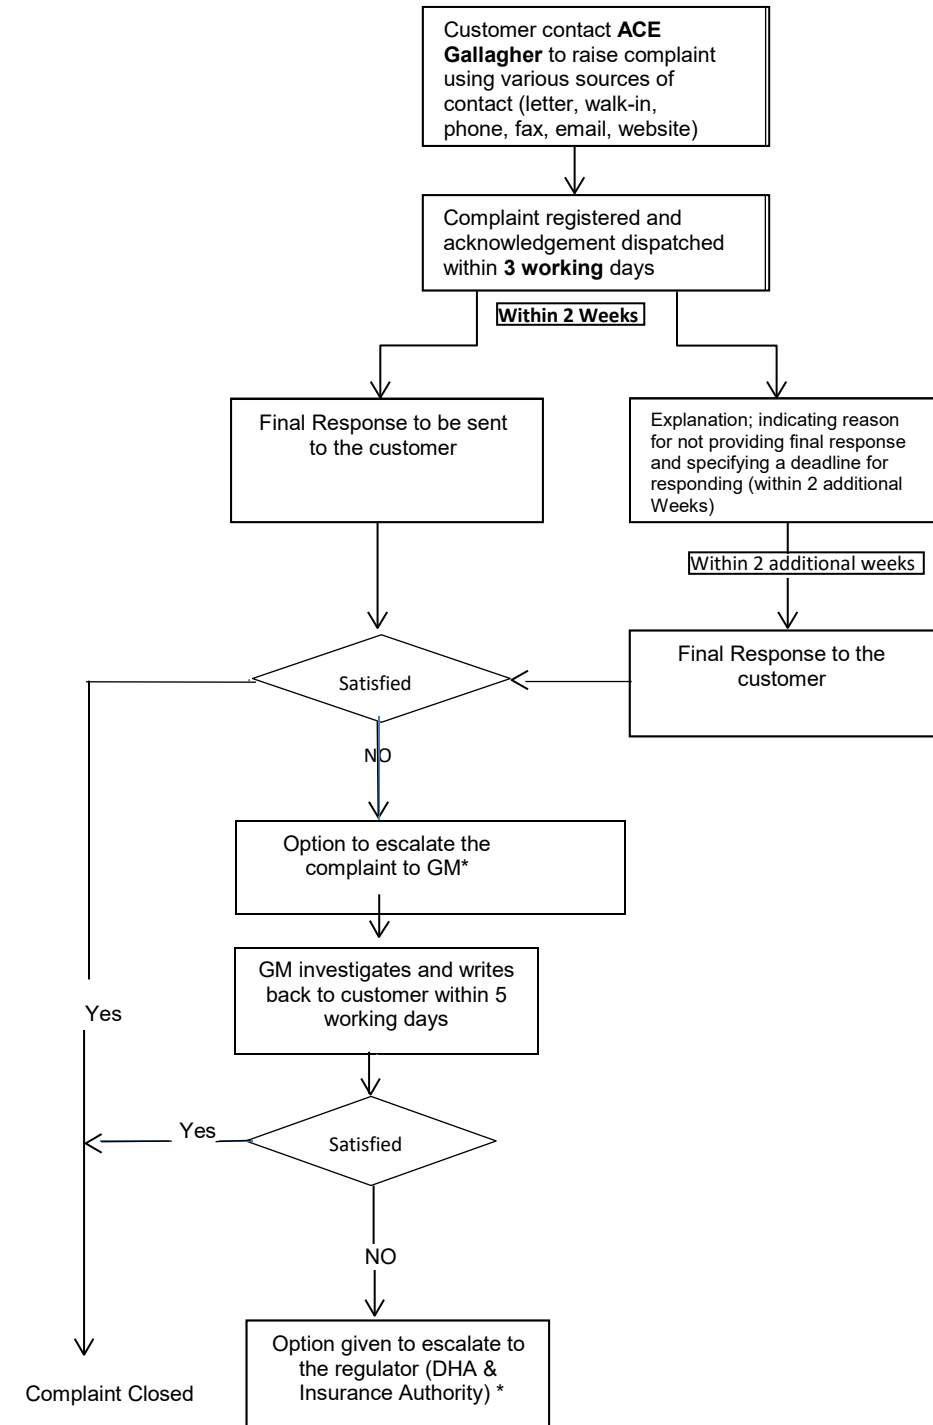 Customer contact ACE
Gallagher to raise complaint
using various sources of
contact (letter, walk-in,
phone, fax, email, website)
Complaint registered and
acknowledgement dispatched
within 3 working days
Within 2 Weeks
Final Response to be sent
to the customer
Explanation; indicating reason
for not providing final response
and specifying a deadline for
responding (within 2 additional
Weeks)
Within 2 additional weeks
Final Response to the
customer
Satisfied
NO
Option to escalate the
complaint to GM*
GM investigates and writes
back to customer within 5
working days
Yes
Yes
Satisfied
NO
Option given to escalate to
the regulator (DHA &
Insurance Authority) *
Complaint Closed